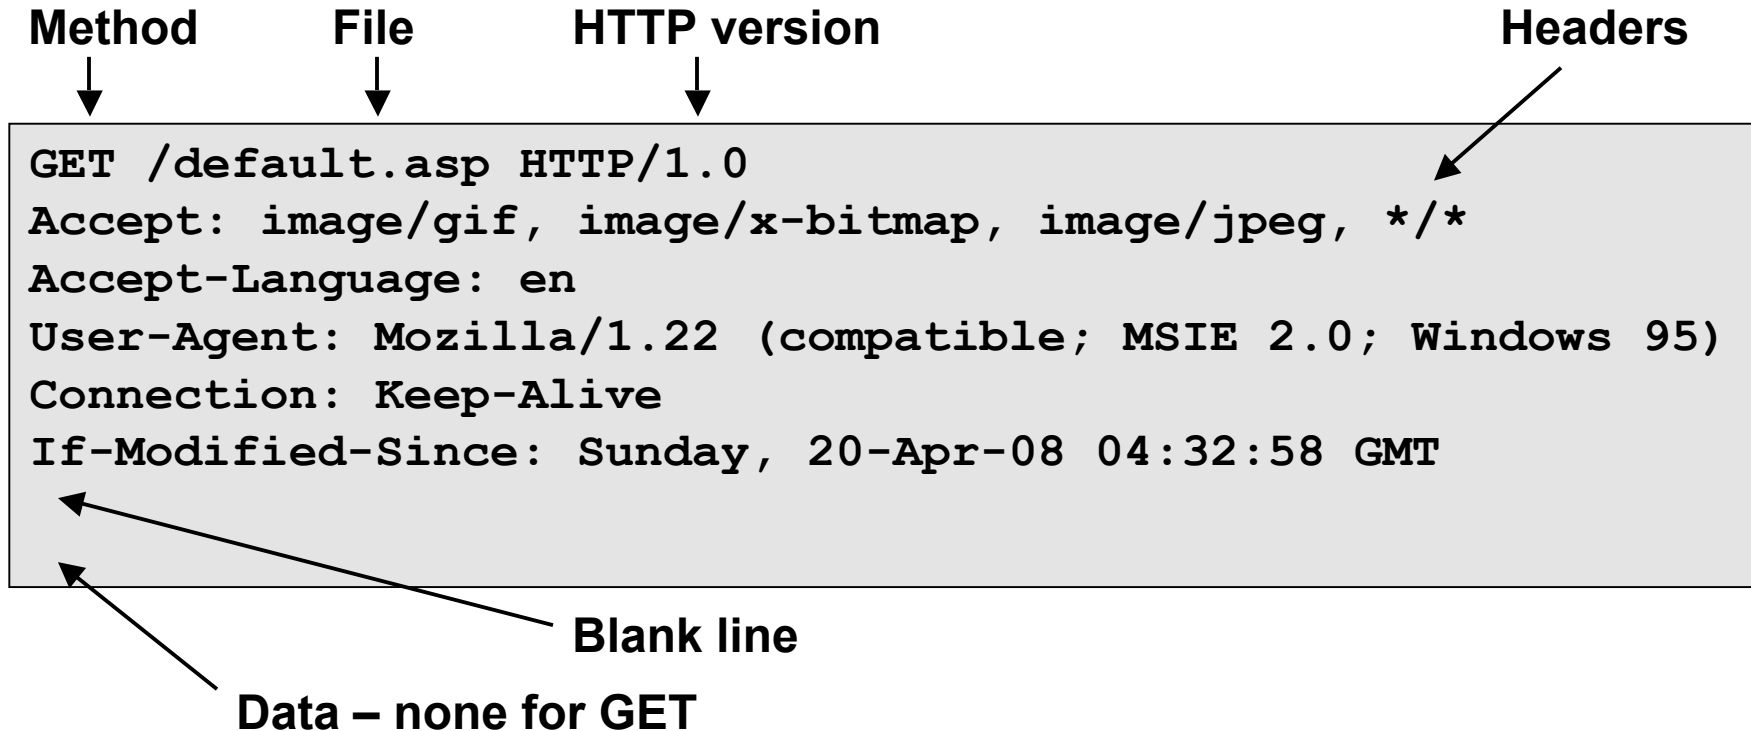 Method File HTTP version Headers
GET /default.asp HTTP/1.0
Accept: image/gif, image/x-bitmap, image/jpeg, */*
Accept-Language: en
User-Agent: Mozilla/1.22 (compatible; MSIE 2.0; Windows 95)
Connection: Keep-Alive
If-Modified-Since: Sunday, 20-Apr-08 04:32:58 GMT
Blank line
Data – none for GET